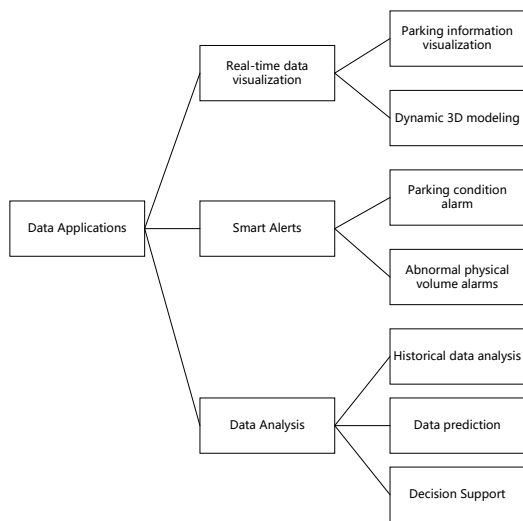 Parking information
visualization
Real-time data
visualization
Dynamic 3D modeling
Parking condition
alarm
Data Applications
Smart Alerts
Abnormal physical
volume alarms
Historical data analysis
Data Analysis
Data prediction
Decision Support